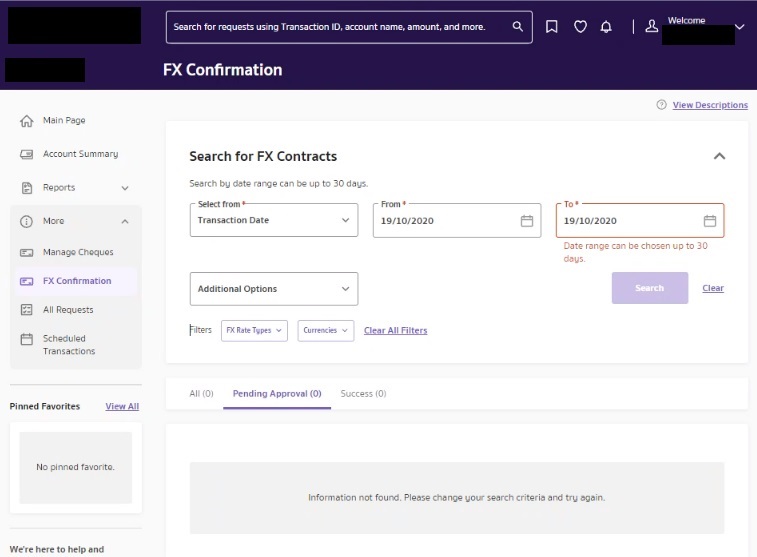 Search for requests using Transaction ID, account name, amount, and more.
Welcome
FX Confirmation
View Descriptions
Main Page
Account Summary
Reports
More
Manage Cheques
FX Confirmation
All Requests
Scheduled
Transactions
Pinned Favorites View All
No pinned favorite.
We're here to help and
Search for FX Contracts
Search by date range can be up to 30 days.
Select from *
Transaction Date
From *
19/10/2020
To *
19/10/2020
Date range can be chosen up to 30
days.
Additional Options
Search Clear
Filters FX Rate Types Currencies Clear All Filters
All (0) Pending Approval (0) Success (0)
Information not found. Please change your search criteria and try again.